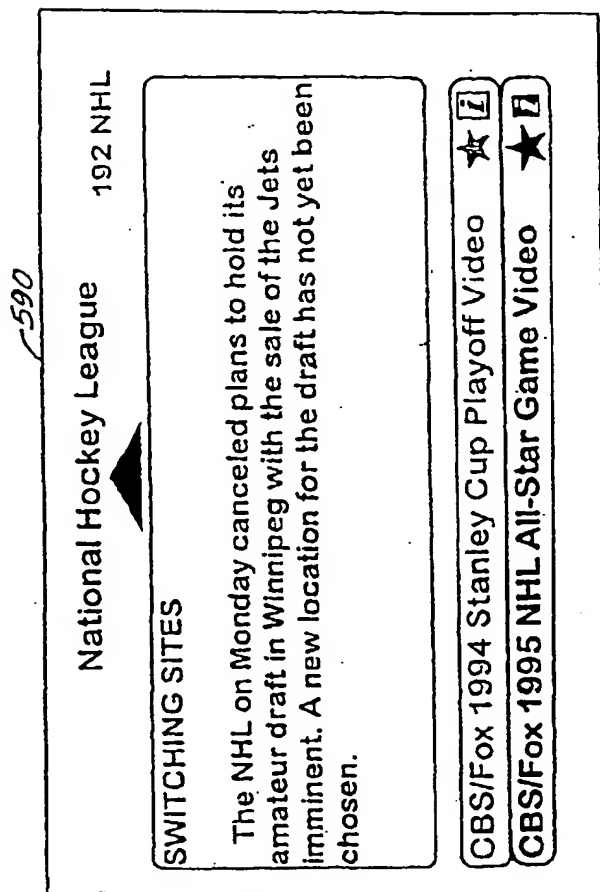 590
National Hockey League 192 NHL
SWITCHING SITES
The NHL on Monday canceled plans to hold its
amateur draft in Winnipeg with the sale of the Jets
imminent. A new location for the draft has not yet been
chosen.
CBS/Fox 1994 Stanley Cup Playoff Video i
CBS/Fox 1995 NHL All-Star Game Video i